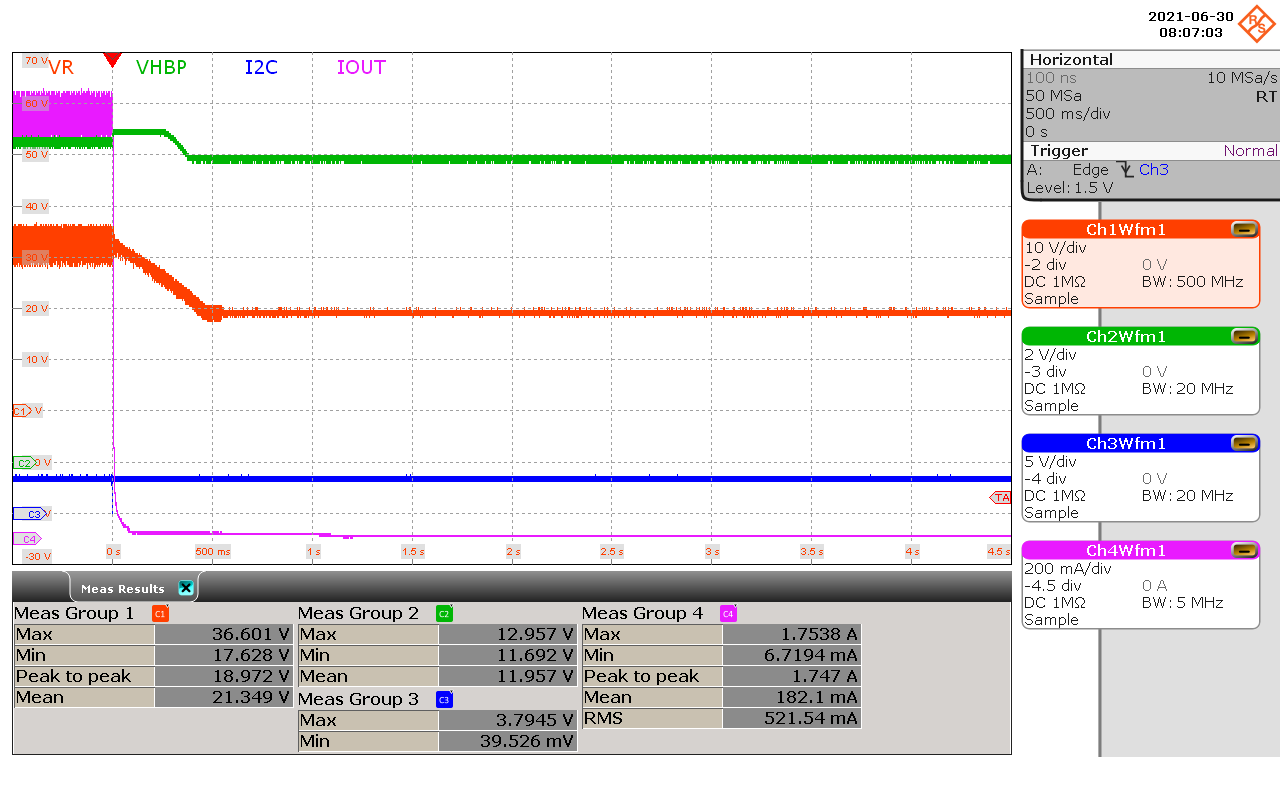 2021-06-30
08:07:03
R&S
VR VHBP I2C IOUT
70 V
60 V
50 V
40 V
30 V
20 V
10 V
C1 V
C2 0 V
C3 V
C4
-30 V
TA
0 s 500 ms 1 s 1.5 s 2 s 2.5 s 3 s 3.5 s 4 s 4.5 s
Horizontal
100 ns 10 MSa/s
50 MSa RT
500 ms/div
0 s
Trigger Normal
A: Edge Ch3
Level: 1.5 V
Ch1Wfm1
10 V/div
-2 div 0 V
DC 1MΩ BW: 500 MHz
Sample
Ch2Wfm1
2 V/div
-3 div 0 V
DC 1MΩ BW: 20 MHz
Sample
Ch3Wfm1
5 V/div
-4 div 0 V
DC 1MΩ BW: 20 MHz
Sample
Ch4Wfm1
200 mA/div
-4.5 div 0 A
DC 1MΩ BW: 5 MHz
Sample
Meas Results
Meas Group 1 C1
Max 36.601 V
Min 17.628 V
Peak to peak 18.972 V
Mean 21.349 V
Meas Group 2 C2
Max 12.957 V
Min 11.692 V
Mean 11.957 V
Meas Group 3 C3
Max 3.7945 V
Min 39.526 mV
Meas Group 4 C4
Max 1.7538 A
Min 6.7194 mA
Peak to peak 1.747 A
Mean 182.1 mA
RMS 521.54 mA